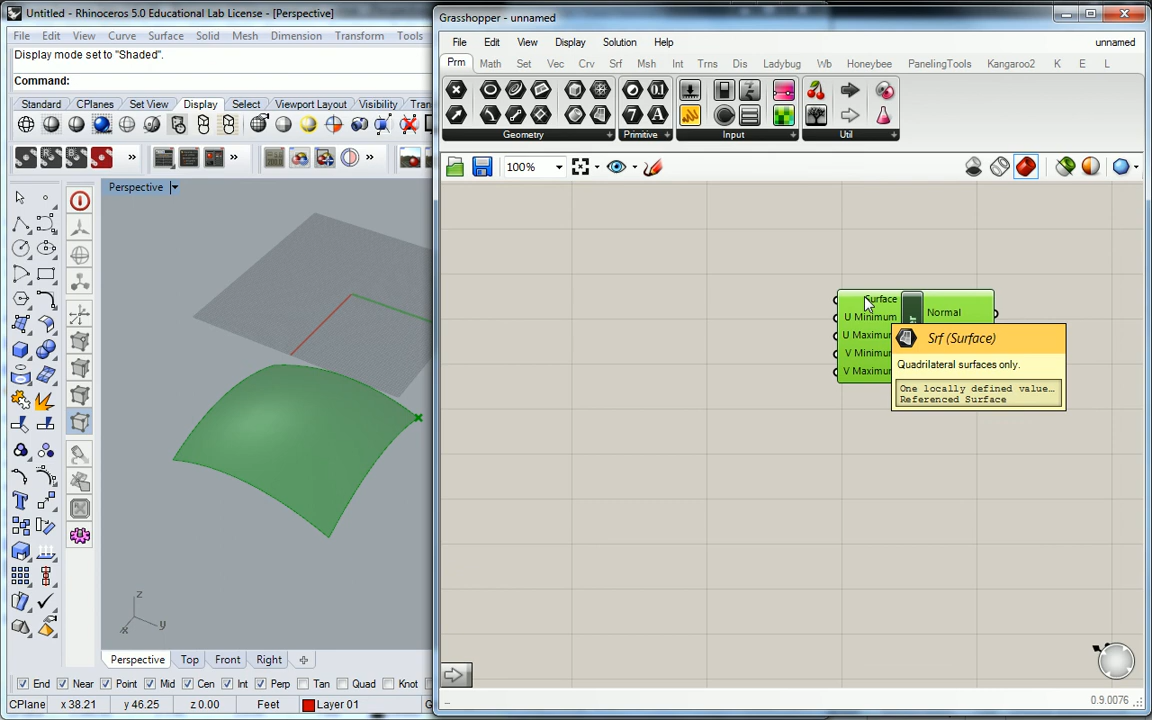 Untitled - Rhinoceros 5.0 Educational Lab License - [Perspective]
File Edit View Curve Surface Solid Mesh Dimension Transform Tools
Display mode set to "Shaded".
Command:
Standard CPlanes Set View Display Select Viewport Layout Visibility
Perspective
z
x y
Perspective Top Front Right
End Near Point Mid Cen Int Perp Tan Quad Knot
CPlane x 38.21 y 46.25 z 0.00 Feet Layer 01
Grasshopper - unnamed
File Edit View Display Solution Help unnamed
Prm Math Set Vec Crv Srf Msh Int Trns Dis Ladybug Wb Honeybee PanelingTools Kangaroo2 K E L
Geometry Primitive Input Util
100%
Surface
U Minimum
Normal
U Maximum
V Minimum
V Maximum
Srf (Surface)
Quadrilateral surfaces only.
One locally defined value...
Referenced Surface
0.9.0076